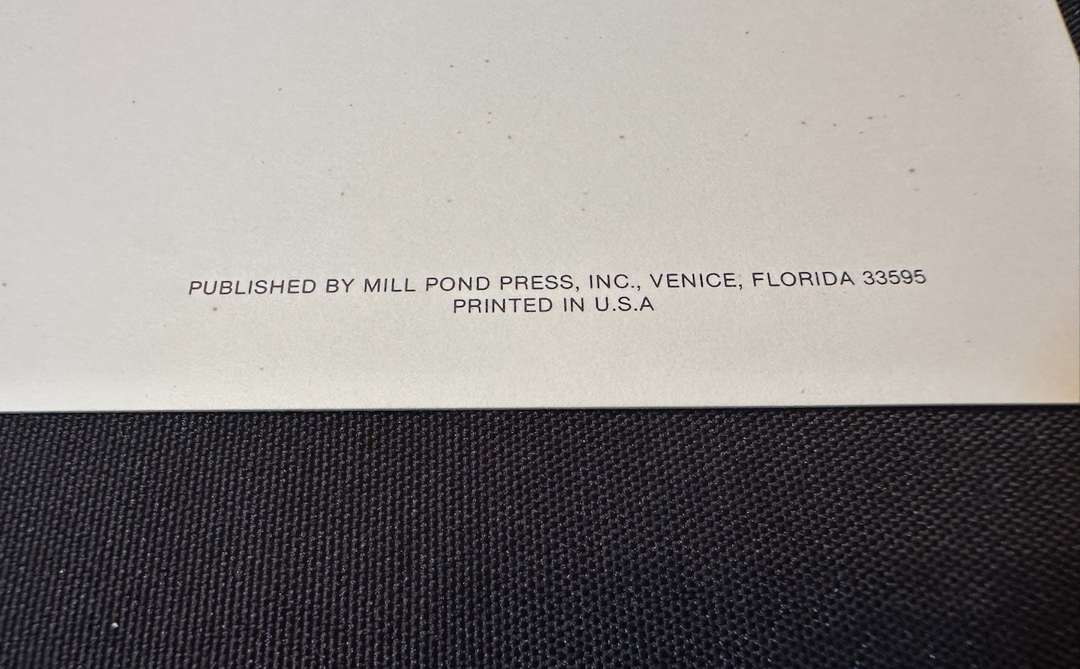 PUBLISHED BY MILL POND PRESS, INC., VENICE, FLORIDA 33595
PRINTED IN U.S.A